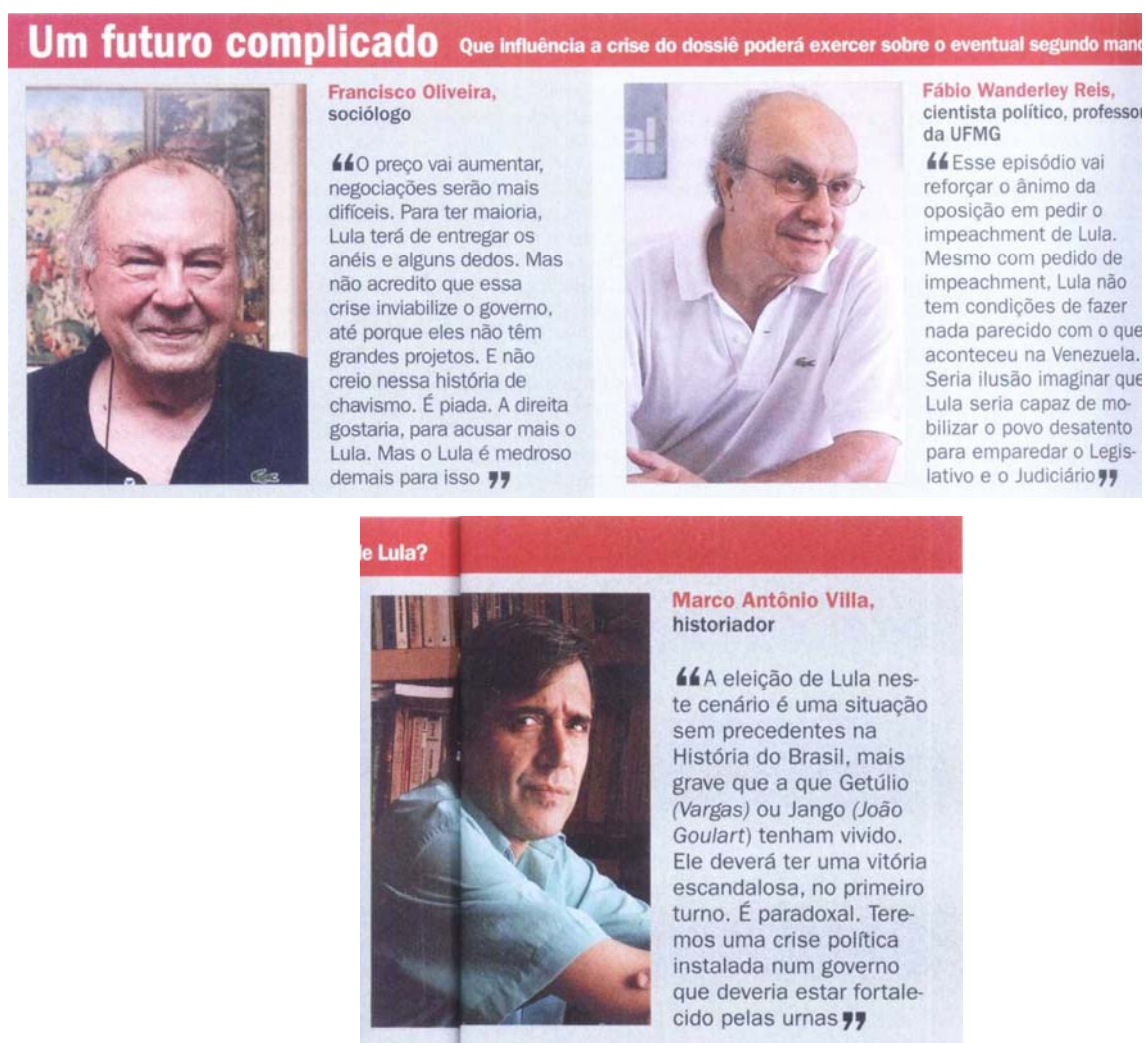 Um futuro complicado Que influência a crise do dossiê poderá exercer sobre o eventual segundo
Francisco Oliveira,
sociólogo
❝O preço vai aumentar,
negociações serão mais
difíceis. Para ter maioria,
Lula terá de entregar os
anéis e alguns dedos. Mas
não acredito que essa
crise inviabilize o governo,
até porque eles não têm
grandes projetos. E não
creio nessa história de
chavismo. É piada. A direita
gostaria, para acusar mais o
Lula. Mas o Lula é medroso
demais para isso ❞
al
Fábio Wanderley Reis,
cientista político, professor
da UFMG
❝Esse episódio vai
reforçar o ânimo da
oposição em pedir o
impeachment de Lula.
Mesmo com pedido de
impeachment, Lula não
tem condições de fazer
nada parecido com o que
aconteceu na Venezuela.
Seria ilusão imaginar que
Lula seria capaz de mo-
bilizar o povo desatento
para emparedar o Legis-
lativo e o Judiciário❞
e Lula?
Marco Antônio Villa,
historiador
❝A eleição de Lula nes-
te cenário é uma situação
sem precedentes na
História do Brasil, mais
grave que a que Getúlio
(Vargas) ou Jango (João
Goulart) tenham vivido.
Ele deverá ter uma vitória
escandalosa, no primeiro
turno. É paradoxal. Tere-
mos uma crise política
instalada num governo
que deveria estar fortale-
cido pelas urnas❞